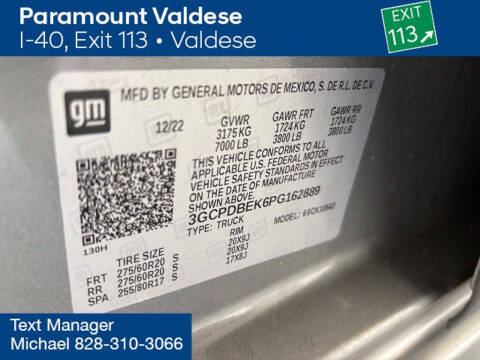 Paramount Valdese
I-40, Exit 113 • Valdese
EXIT
113
gm
MFD BY GENERAL MOTORS DE MEXICO, S. DE R.L. DE C.V.
12/22
GVWR
3175 KG
7000 LB
GAWR FRT
1724 KG
3800 LB
GAWR RR
1724 KG
3800 LB
THIS VEHICLE CONFORMS TO ALL
APPLICABLE U.S. FEDERAL MOTOR
VEHICLE SAFETY STANDARDS IN EFFECT
ON THE DATE OF MANUFACTURE
SHOWN ABOVE.
3GCPDBEK6PG162889
TYPE: TRUCK
MODEL:
130H
TIRE SIZE
RIM
FRT 275/60R20 S 20X9J
RR 275/60R20 S 20X9J
SPA 255/80R17 S 17X8J
Text Manager
Michael 828-310-3066